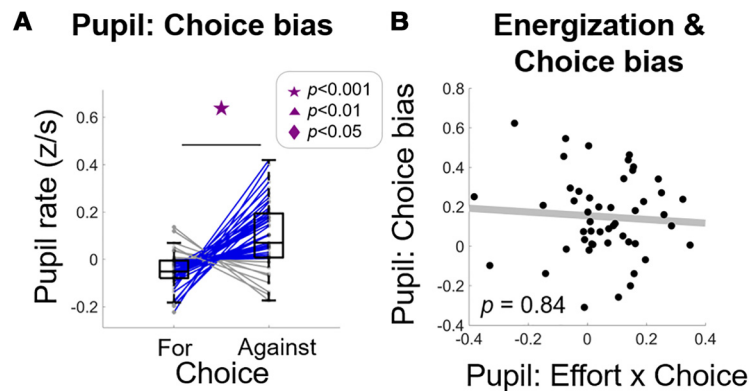 A Pupil: Choice bias
p<0.001
p<0.01
p<0.05
Pupil rate (z/s)
0.6
0.4
0.2
0
-0.2
For Against
Choice
B Energization &
Choice bias
Pupil: Choice bias
0.8
0.6
0.4
0.2
0
-0.2
-0.4
p = 0.84
-0.4 -0.2 0 0.2 0.4
Pupil: Effort x Choice